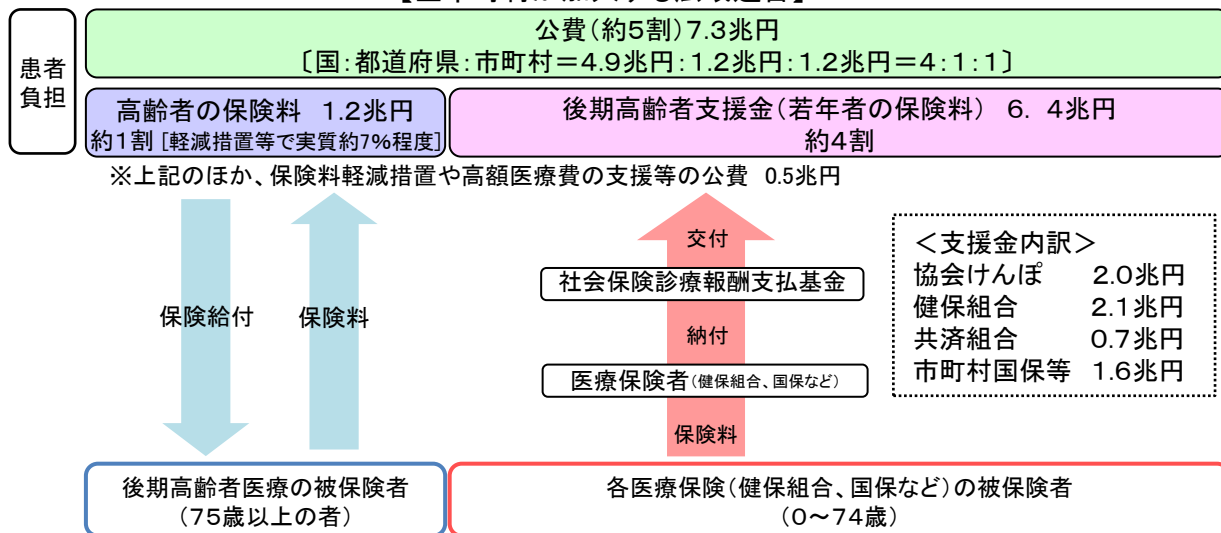 患者
負担
公費(約5割)7.3兆円
〔国:都道府県:市町村=4.9兆円:1.2兆円:1.2兆円=4:1:1〕
高齢者の保険料 1.2兆円
約1割 [軽減措置等で実質約7%程度]
後期高齢者支援金(若年者の保険料) 6.4兆円
約4割
※上記のほか、保険料軽減措置や高額医療費の支援等の公費 0.5兆円
保険給付
保険料
交付
社会保険診療報酬支払基金
納付
医療保険者(健保組合、国保など)
保険料
<支援金内訳>
協会けんぽ 2.0兆円
健保組合 2.1兆円
共済組合 0.7兆円
市町村国保等 1.6兆円
後期高齢者医療の被保険者
(75歳以上の者)
各医療保険(健保組合、国保など)の被保険者
(0～74歳)